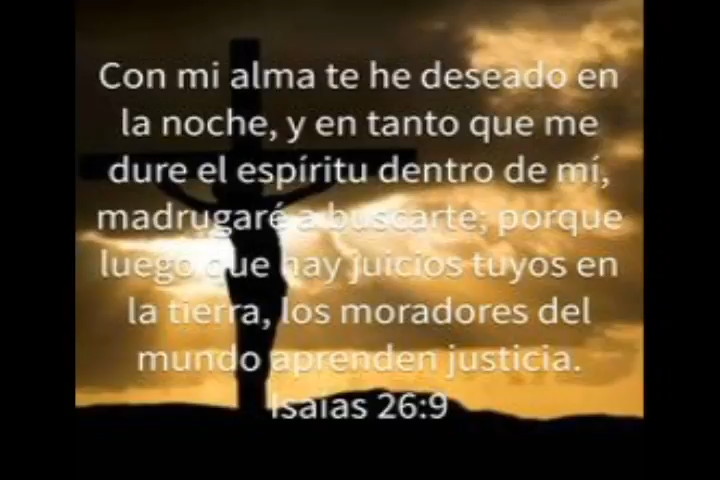 Con mi alma te he deseado en
la noche, y en tanto que me
dure el espíritu dentro de mí,
madrugaré a buscarte; porque
luego que hay juicios tuyos en
la tierra, los moradores del
mundo aprenden justicia.
Isaías 26:9